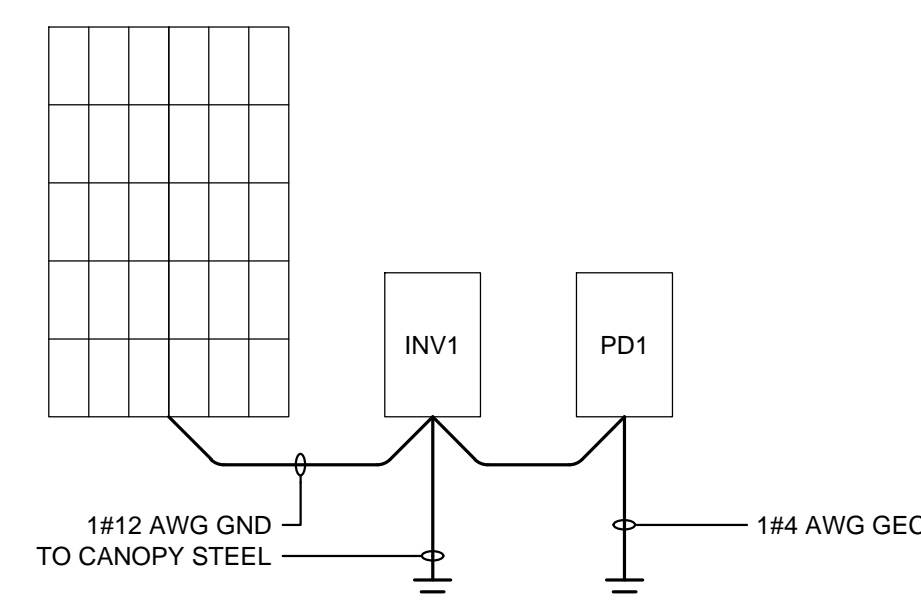 INV1
PD1
1#12 AWG GND
TO CANOPY STEEL
1#4 AWG GEC